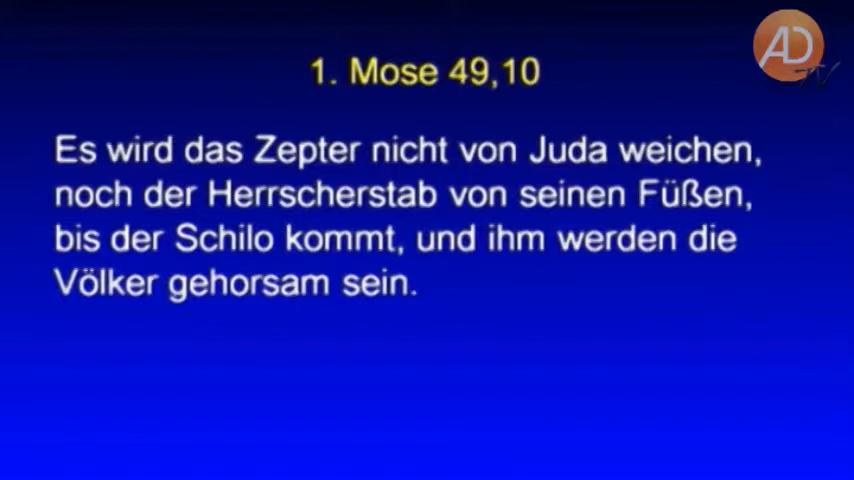 AD
TV
1. Mose 49,10
Es wird das Zepter nicht von Juda weichen,
noch der Herrscherstab von seinen Füßen,
bis der Schilo kommt, und ihm werden die
Völker gehorsam sein.